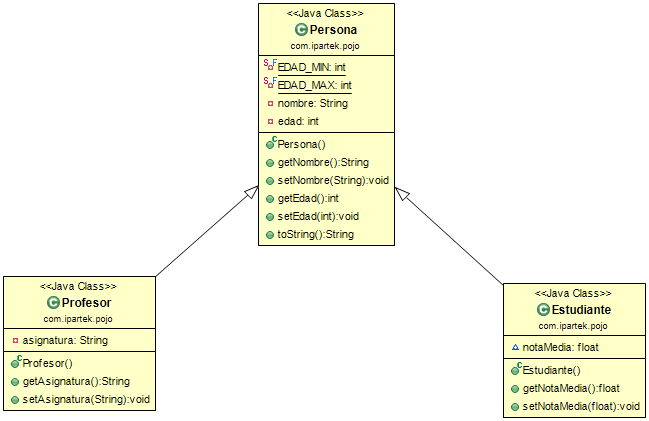 <<Java Class>>
Persona
com.ipartek.pojo
EDAD_MIN: int
EDAD_MAX: int
nombre: String
edad: int
Persona()
getNombre():String
setNombre(String):void
getEdad():int
setEdad(int):void
toString():String
<<Java Class>>
Profesor
com.ipartek.pojo
asignatura: String
Profesor()
getAsignatura():String
setAsignatura(String):void
<<Java Class>>
Estudiante
com.ipartek.pojo
notaMedia: float
Estudiante()
getNotaMedia():float
setNotaMedia(float):void